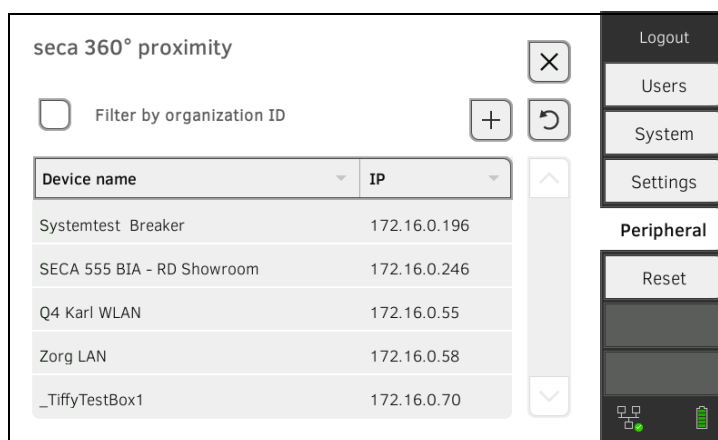 seca 360° proximity
Filter by organization ID
Device name IP
Systemtest Breaker 172.16.0.196
SECA 555 BIA - RD Showroom 172.16.0.246
Q4 Karl WLAN 172.16.0.55
Zorg LAN 172.16.0.58
_TiffyTestBox1 172.16.0.70
Logout
Users
System
Settings
Peripheral
Reset